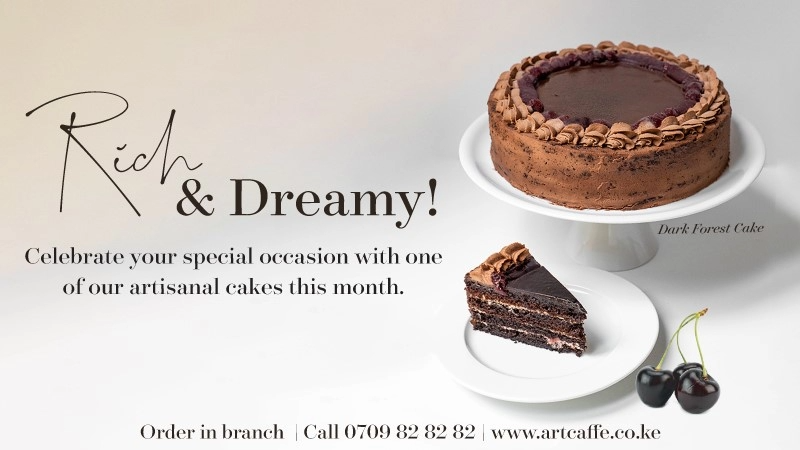 Rich
& Dreamy!
Celebrate your special occasion with one
of our artisanal cakes this month.
Dark Forest Cake
Order in branch | Call 0709 82 82 82 | www.artcaffe.co.ke